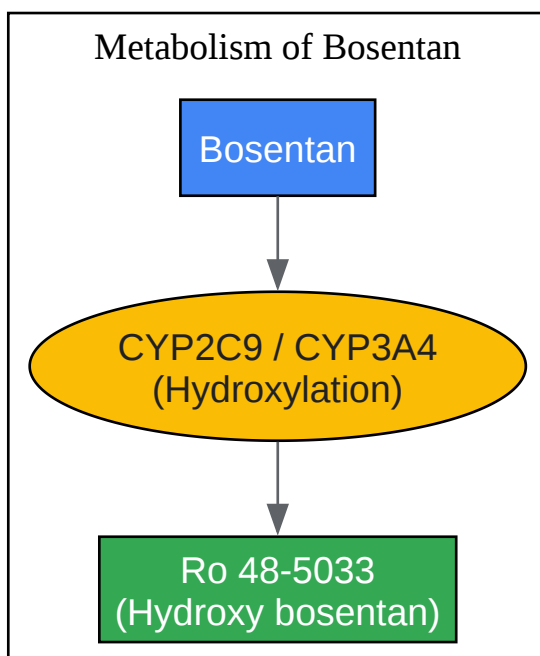 Metabolism of Bosentan
Bosentan
CYP2C9 / CYP3A4
(Hydroxylation)
Ro 48-5033
(Hydroxy bosentan)